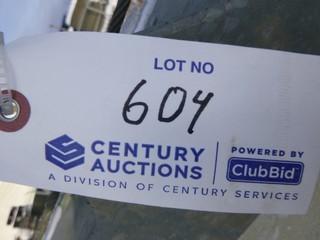 LOT NO
604
CENTURY
AUCTIONS
POWERED BY
ClubBid
A DIVISION OF CENTURY SERVICES